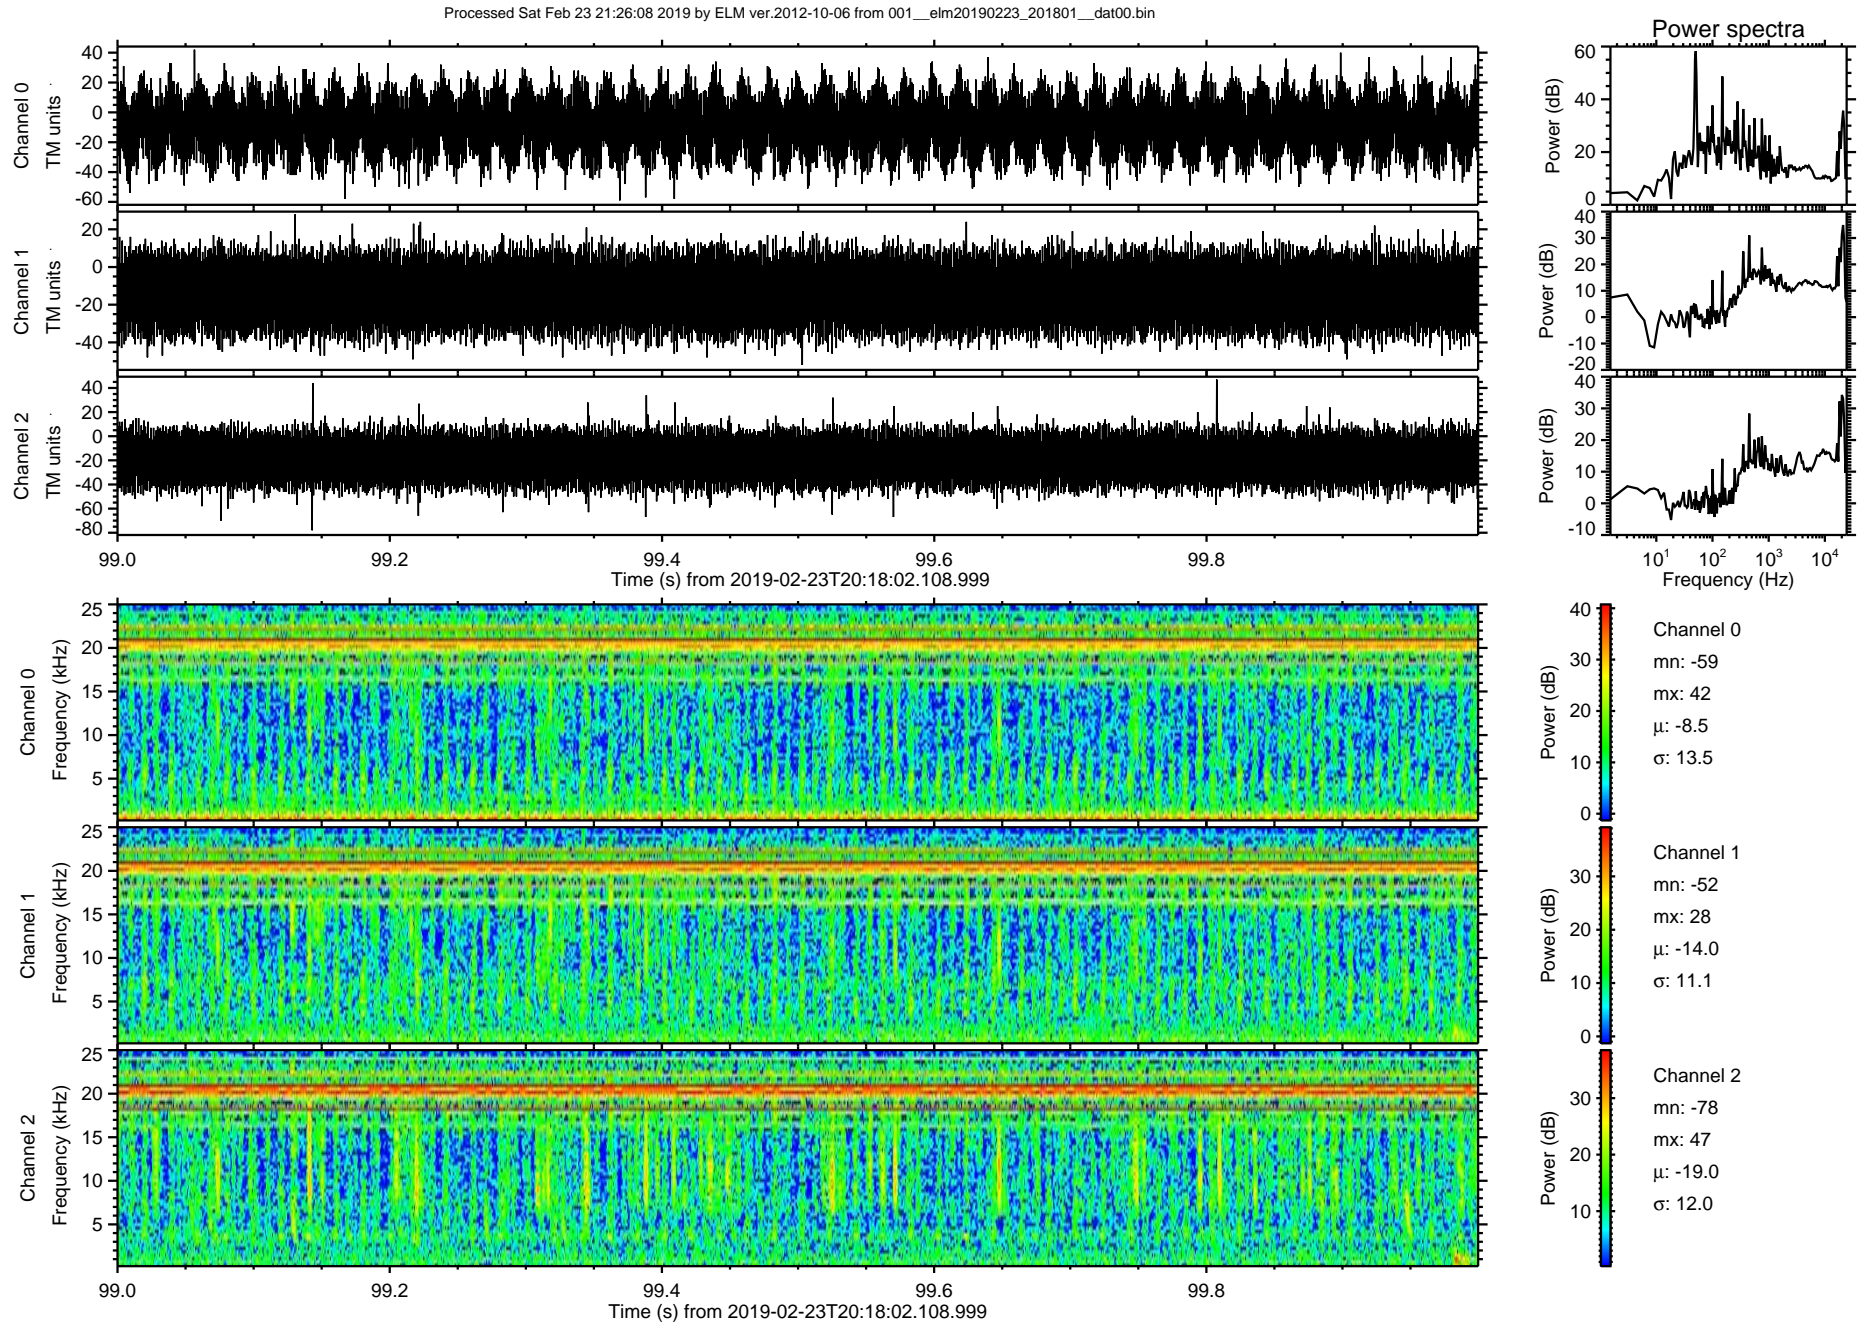 Processed Sat Feb 23 21:26:08 2019 by ELM ver.2012-10-06 from 001__elm20190223_201801__dat00.bin
Power spectra
Channel 0
TM units
40
20
0
-20
-40
-60
Power (dB)
60
40
20
0
Channel 1
TM units
20
0
-20
-40
Power (dB)
40
30
20
10
0
-10
-20
Channel 2
TM units
40
20
0
-20
-40
-60
-80
Power (dB)
40
30
20
10
0
-10
99.0 99.2 99.4 99.6 99.8
Time (s) from 2019-02-23T20:18:02.108.999
10^1 10^2 10^3 10^4
Frequency (Hz)
Channel 0
Frequency (kHz)
25
20
15
10
5
Power (dB)
40
30
20
10
0
Channel 0
mn: -59
mx: 42
μ: -8.5
σ: 13.5
Channel 1
Frequency (kHz)
25
20
15
10
5
Power (dB)
30
20
10
0
Channel 1
mn: -52
mx: 28
μ: -14.0
σ: 11.1
Channel 2
Frequency (kHz)
25
20
15
10
5
Power (dB)
30
20
10
Channel 2
mn: -78
mx: 47
μ: -19.0
σ: 12.0
99.0 99.2 99.4 99.6 99.8
Time (s) from 2019-02-23T20:18:02.108.999